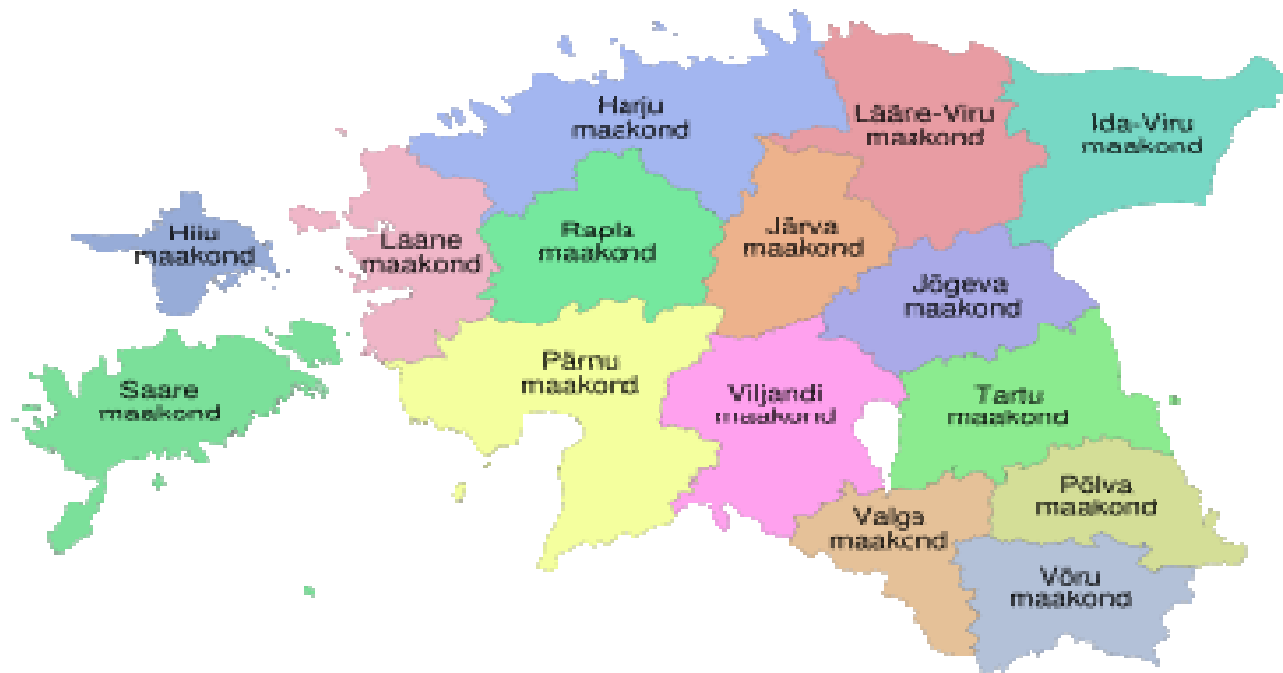 Harju
maakond
Lääre-Viru
maakond
Ida-Viru
maakond
Hiiu
maakond
Lääne
maakond
Rapla
maakond
Järva
maakond
Jõgeva
maakond
Saare
maakond
Pärnu
maakond
Viljandi
maakond
Tartu
maakond
Põlva
maakond
Valga
maakond
Võru
maakond